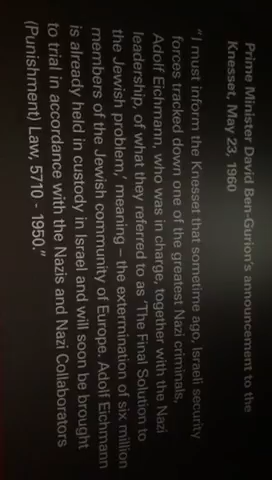 Prime Minister David Ben-Gurion's announcement to the
Knesset, May 23, 1960
"I must inform the Knesset that sometime ago, Israeli security
forces tracked down one of the greatest Nazi criminals,
Adolf Eichmann, who was in charge, together with the Nazi
leadership, of what they referred to as 'The Final Solution to
the Jewish problem,' meaning – the extermination of six million
members of the Jewish community of Europe. Adolf Eichmann
is already held in custody in Israel and will soon be brought
to trial in accordance with the Nazis and Nazi Collaborators
(Punishment) Law, 5710 - 1950."